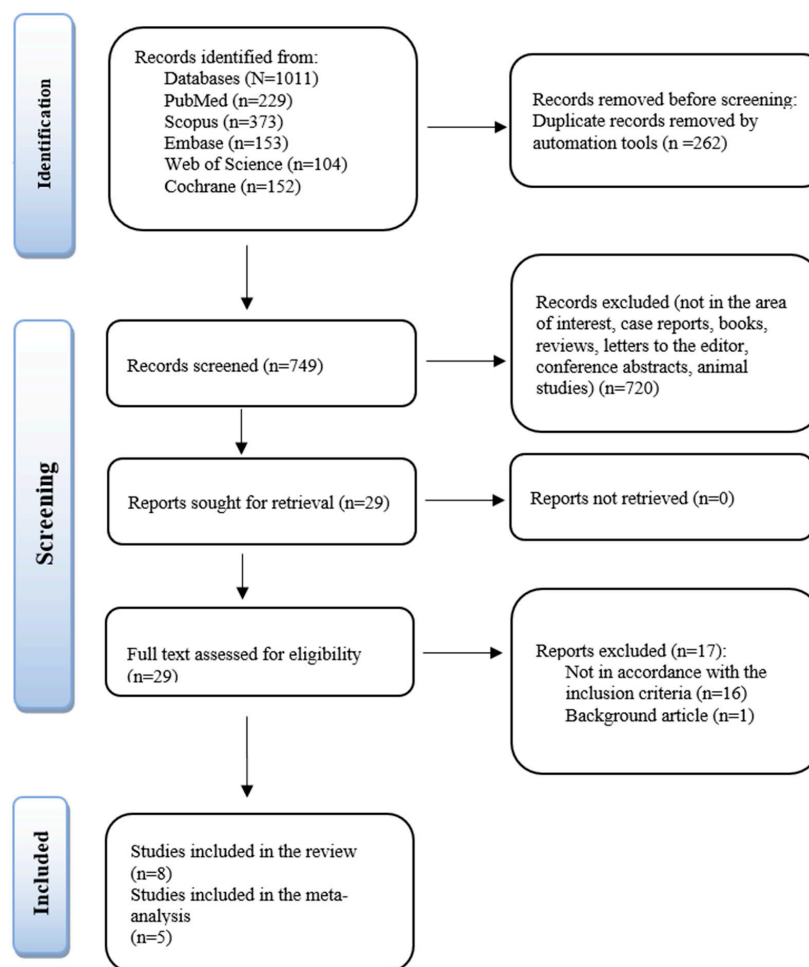 Identification
Records identified from:
Databases (N=1011)
PubMed (n=229)
Scopus (n=373)
Embase (n=153)
Web of Science (n=104)
Cochrane (n=152)
Records removed before screening:
Duplicate records removed by
automation tools (n =262)
Screening
Records screened (n=749)
Records excluded (not in the area
of interest, case reports, books,
reviews, letters to the editor,
conference abstracts, animal
studies) (n=720)
Reports sought for retrieval (n=29)
Reports not retrieved (n=0)
Full text assessed for eligibility
(n=29)
Reports excluded (n=17):
Not in accordance with the
inclusion criteria (n=16)
Background article (n=1)
Included
Studies included in the review
(n=8)
Studies included in the meta-
analysis
(n=5)